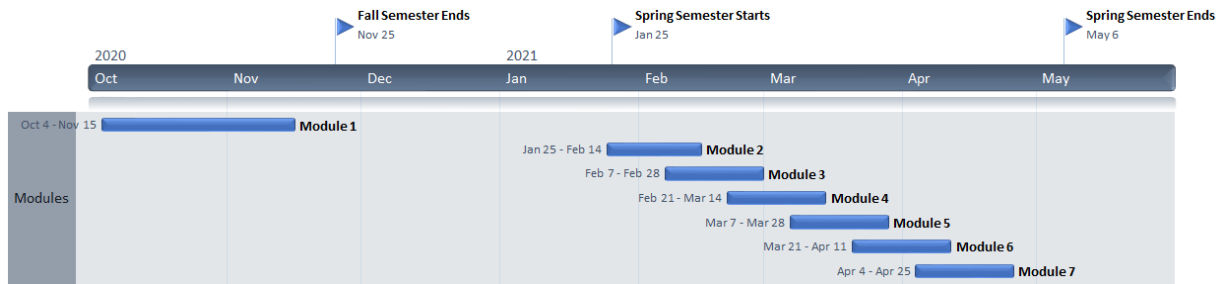 Fall Semester Ends
Nov 25
Spring Semester Starts
Jan 25
Spring Semester Ends
May 6
2020
2021
Oct
Nov
Dec
Jan
Feb
Mar
Apr
May
Modules
Oct 4 - Nov 15 Module 1
Jan 25 - Feb 14 Module 2
Feb 7 - Feb 28 Module 3
Feb 21 - Mar 14 Module 4
Mar 7 - Mar 28 Module 5
Mar 21 - Apr 11 Module 6
Apr 4 - Apr 25 Module 7